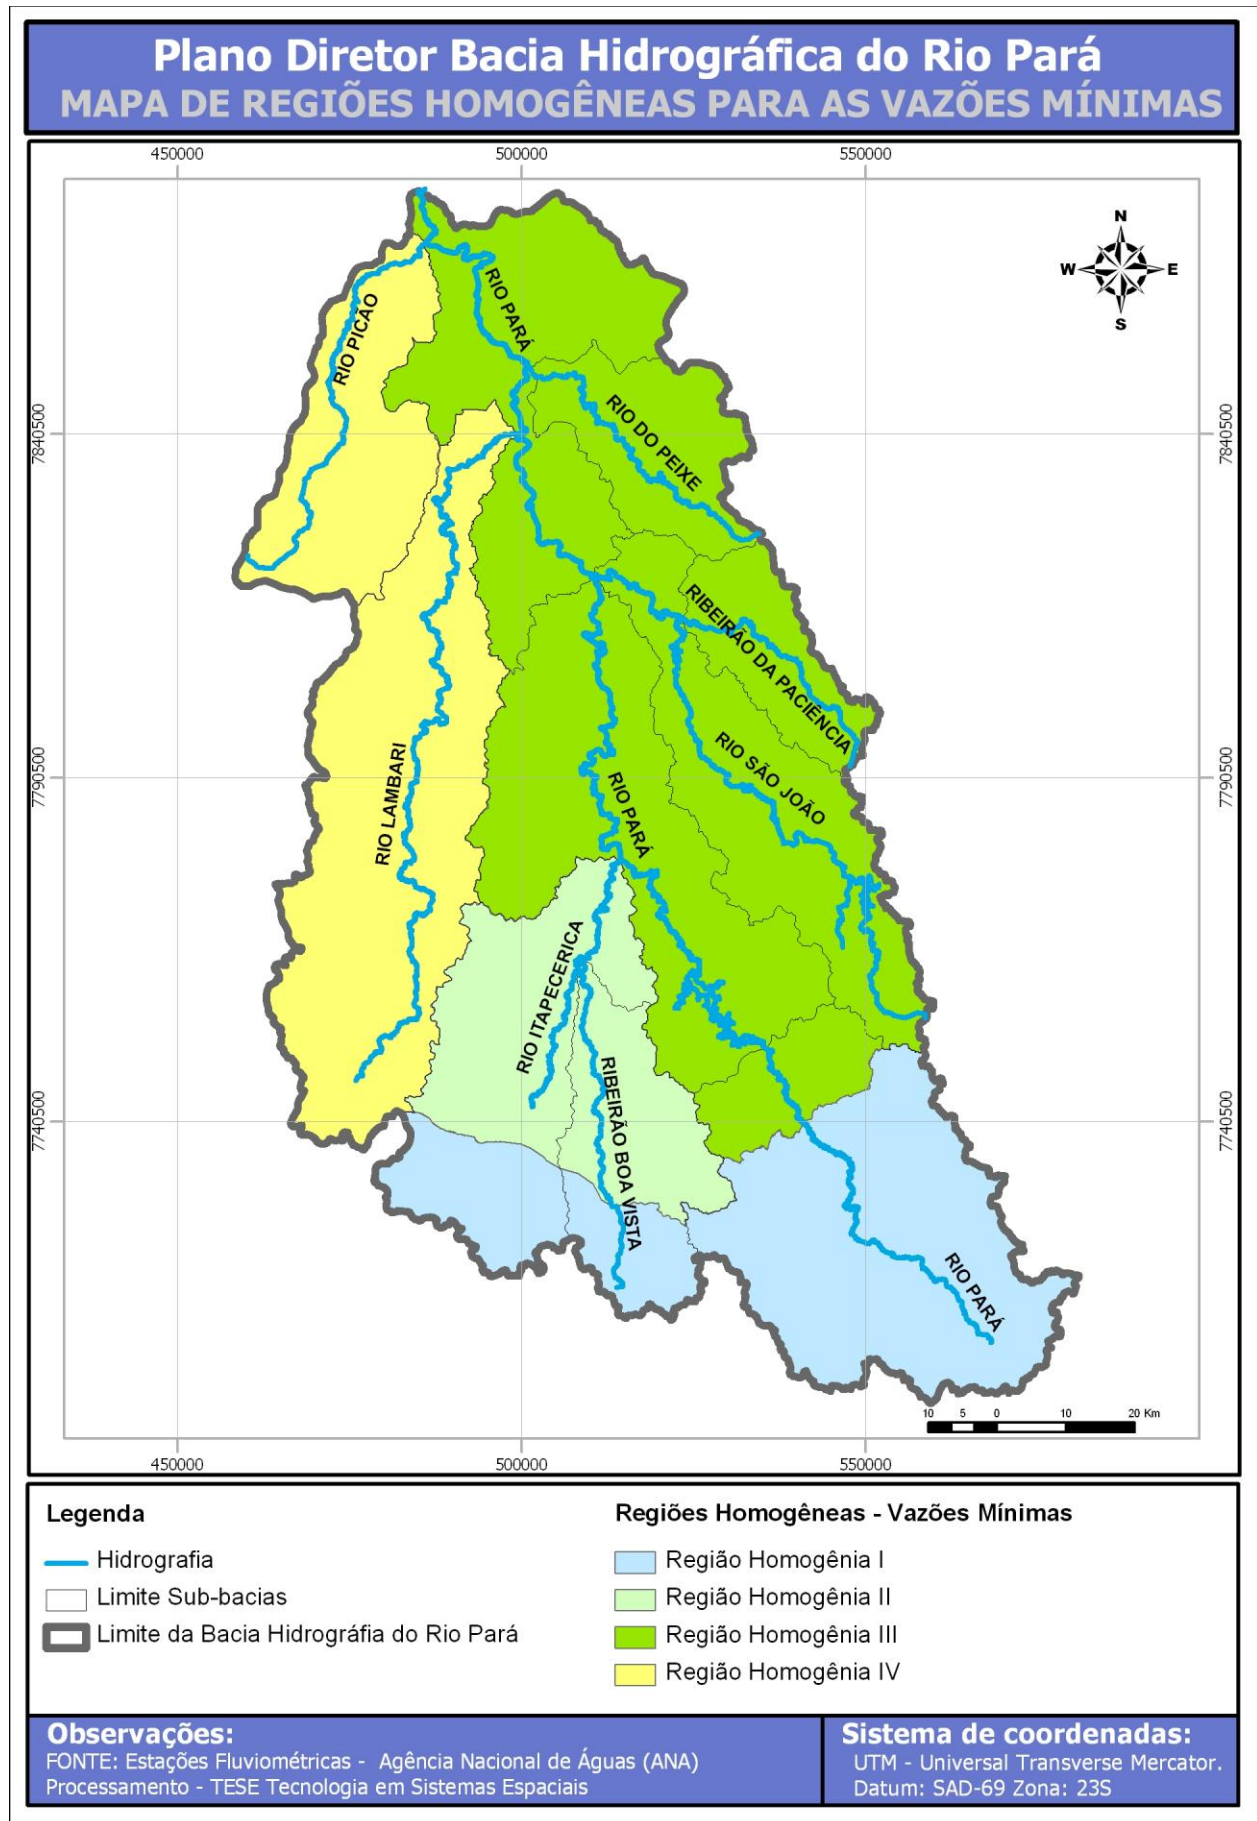 Plano Diretor Bacia Hidrográfica do Rio Pará
MAPA DE REGIÕES HOMOGÊNEAS PARA AS VAZÕES MÍNIMAS
450000
500000
550000
N
W
E
S
RIO PARÁ
RIO PICÃO
7840500
7840500
RIO DO PEIXE
RIBEIRÃO DA PACIÊNCIA
RIO SÃO JOÃO
RIO LAMBARI
7790500
7790500
RIO PARÁ
RIO ITAPECERICA
RIBEIRÃO BOA VISTA
7740500
7740500
RIO PARÁ
10 5 0 10 20 Km
450000
500000
550000
Legenda
Hidrografia
Limite Sub-bacias
Limite da Bacia Hidrográfia do Rio Pará
Regiões Homogêneas - Vazões Mínimas
Região Homogênia I
Região Homogênia II
Região Homogênia III
Região Homogênia IV
Observações:
FONTE: Estações Fluviométricas - Agência Nacional de Águas (ANA)
Processamento - TESE Tecnologia em Sistemas Espaciais
Sistema de coordenadas:
UTM - Universal Transverse Mercator.
Datum: SAD-69 Zona: 23S